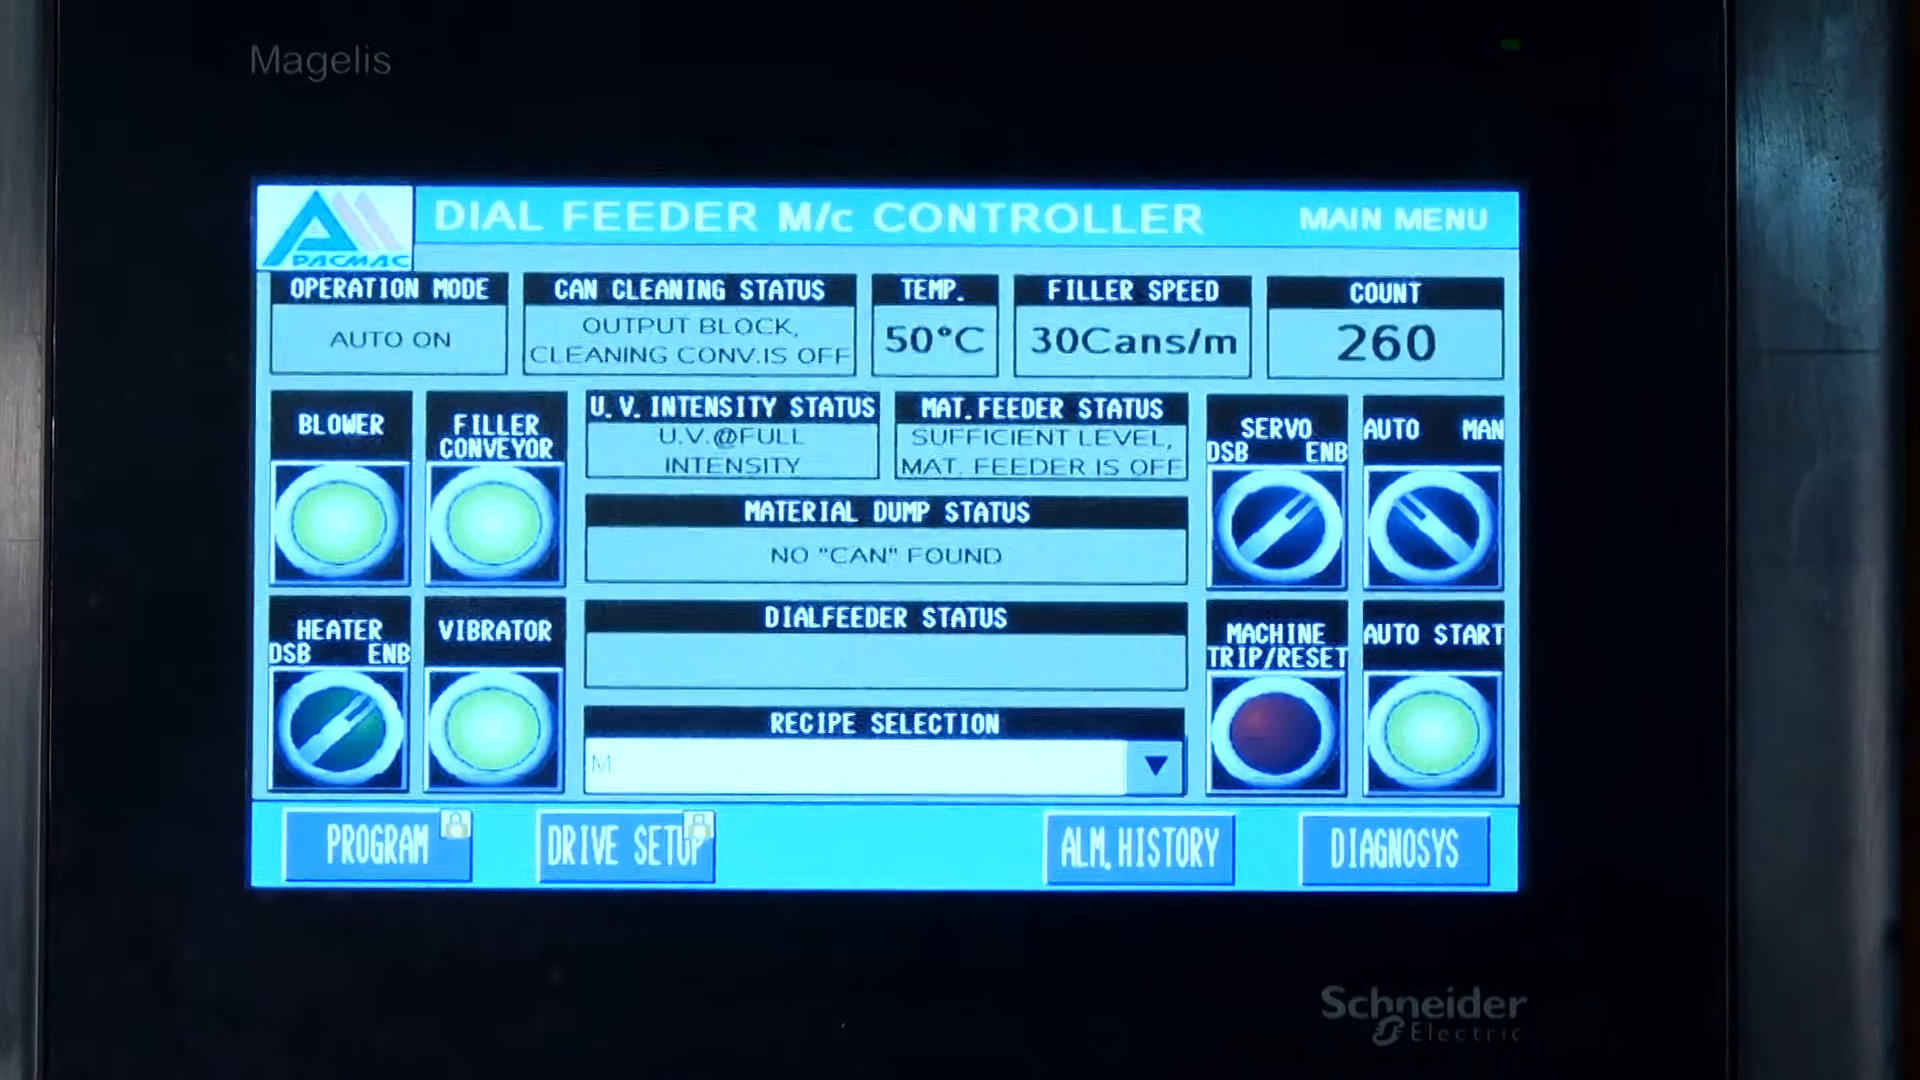 Magelis
PACMAC
DIAL FEEDER M/c CONTROLLER
MAIN MENU
OPERATION MODE
AUTO ON
CAN CLEANING STATUS
OUTPUT BLOCK,
CLEANING CONV.IS OFF
TEMP.
50°C
FILLER SPEED
30Cans/m
COUNT
260
BLOWER
FILLER
CONVEYOR
U.V.INTENSITY STATUS
U.V.@FULL
INTENSITY
MAT.FEEDER STATUS
SUFFICIENT LEVEL,
MAT. FEEDER IS OFF
SERVO
DSB ENB
AUTO MAN
MATERIAL DUMP STATUS
NO "CAN" FOUND
HEATER
DSB ENB
VIBRATOR
DIALFEEDER STATUS
MACHINE
TRIP/RESET
AUTO START
RECIPE SELECTION
M
PROGRAM
DRIVE SETUP
ALM.HISTORY
DIAGNOSYS
Schneider
Electric